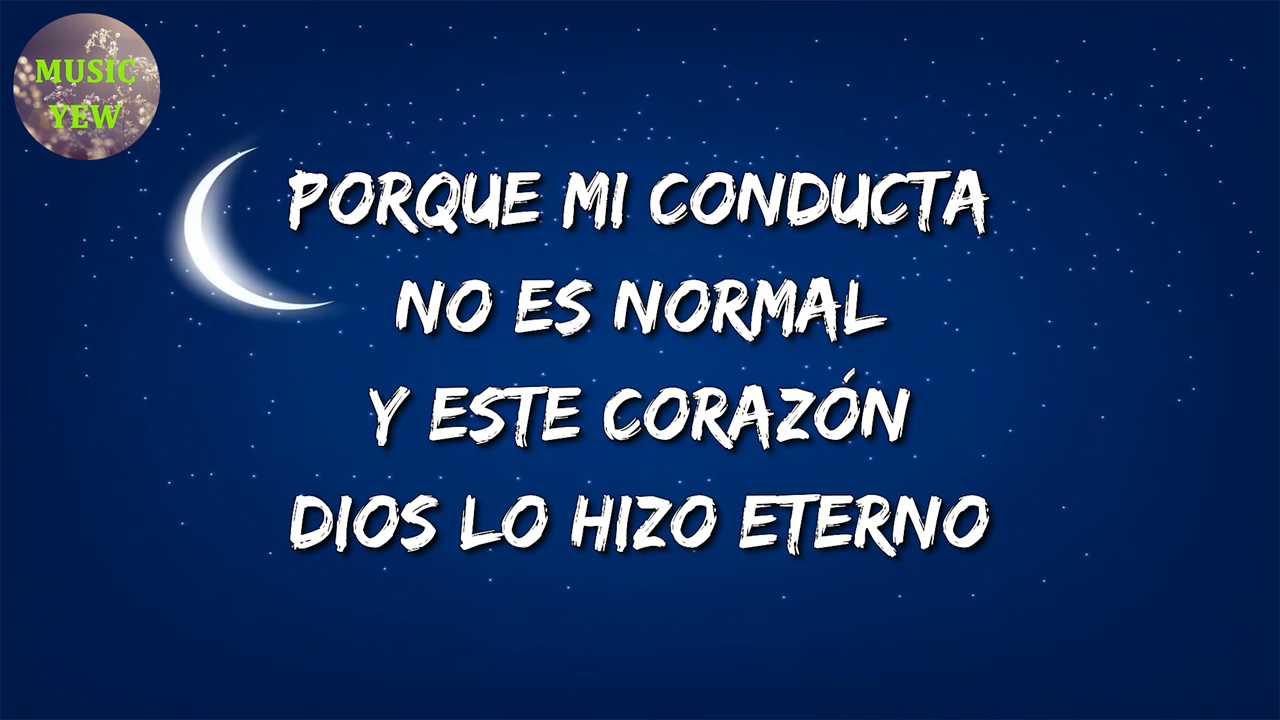 MUSIC
YEW
PORQUE MI CONDUCTA
NO ES NORMAL
Y ESTE CORAZÓN
DIOS LO HIZO ETERNO